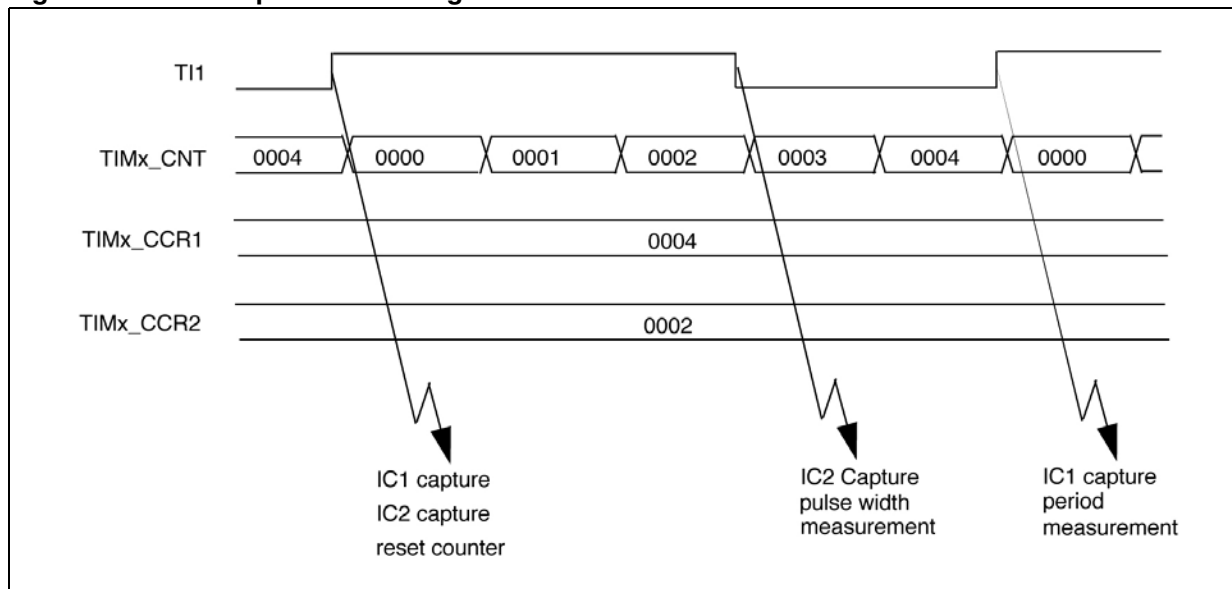 TI1
TIMx_CNT 0004 0000 0001 0002 0003 0004 0000
TIMx_CCR1 0004
TIMx_CCR2 0002
IC1 capture
IC2 capture
reset counter
IC2 Capture
pulse width
measurement
IC1 capture
period
measurement